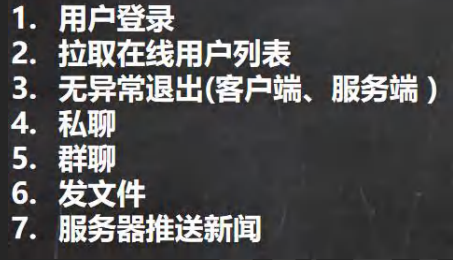 1. 用户登录
2. 拉取在线用户列表
3. 无异常退出(客户端、服务端 )
4. 私聊
5. 群聊
6. 发文件
7. 服务器推送新闻